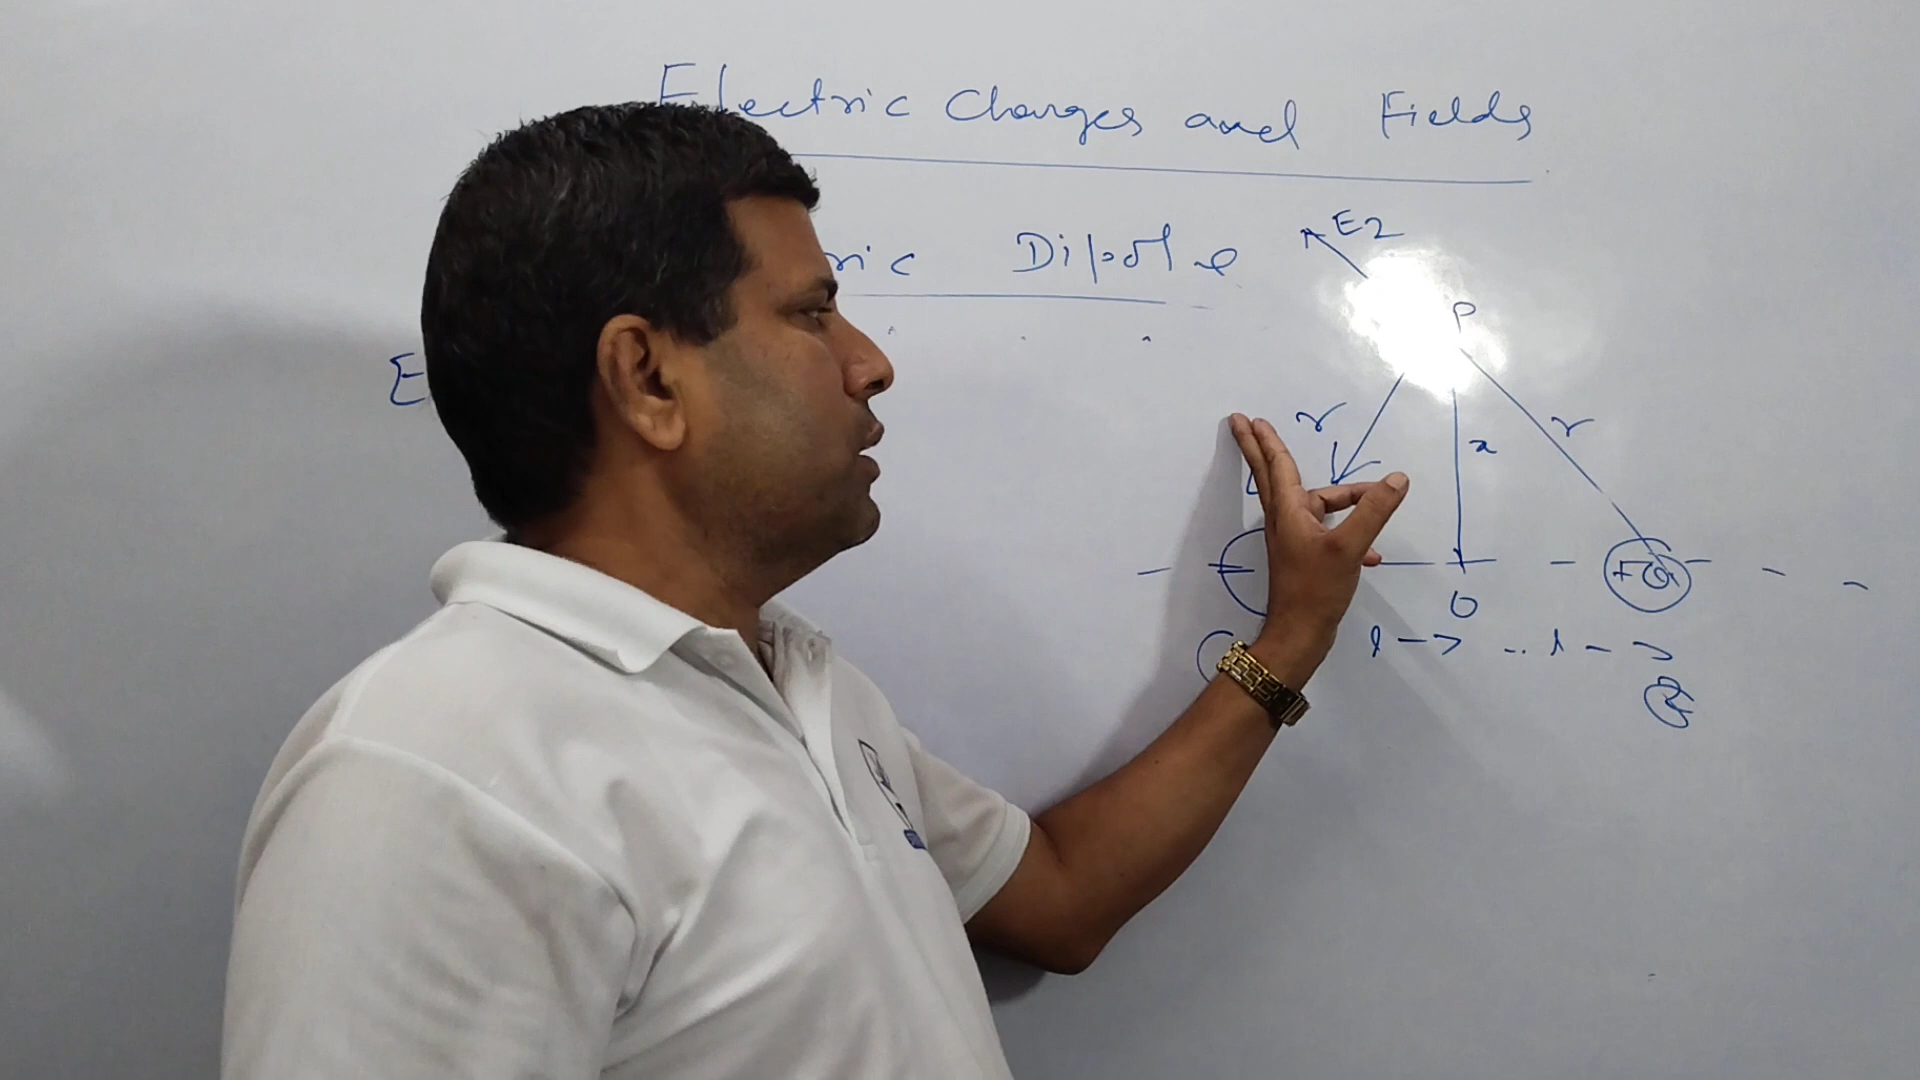 Electric Charges and Fields
ric Dipole
E2
P
E
r
r
x
+Q
O
l → .. l - →